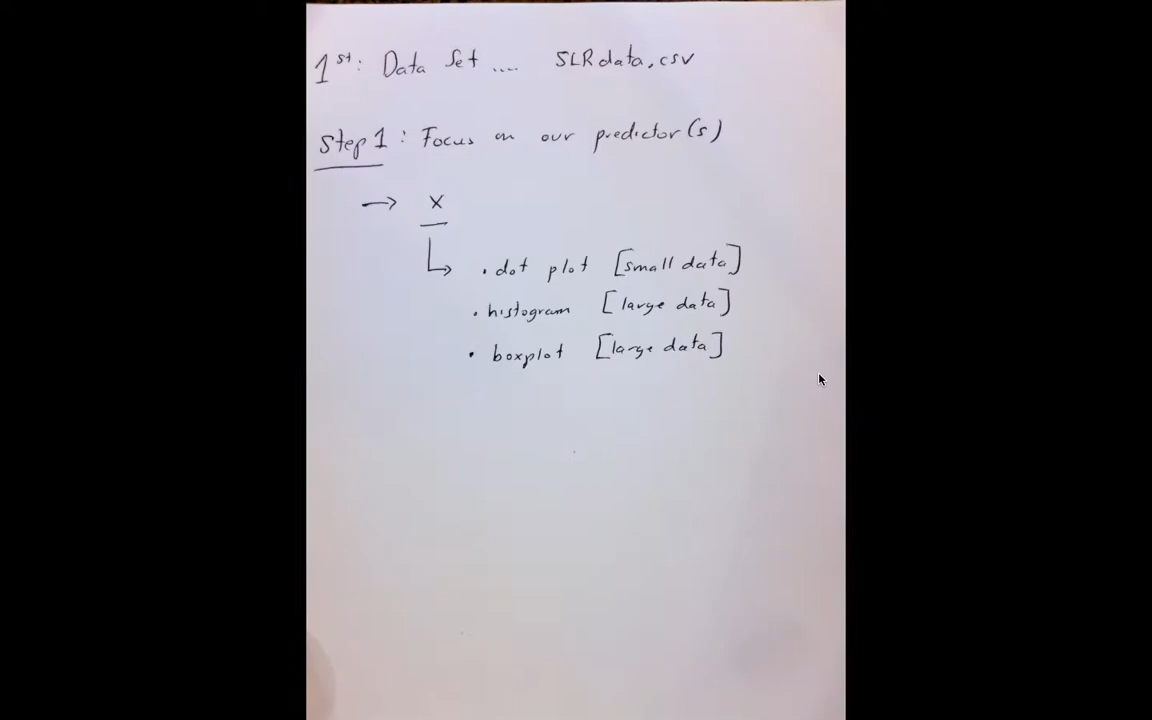 1st: Data Set .... SLRdata.csv
Step 1: Focus on our predictor(s)
→ x
• dot plot [small data]
• histogram [large data]
• boxplot [large data]